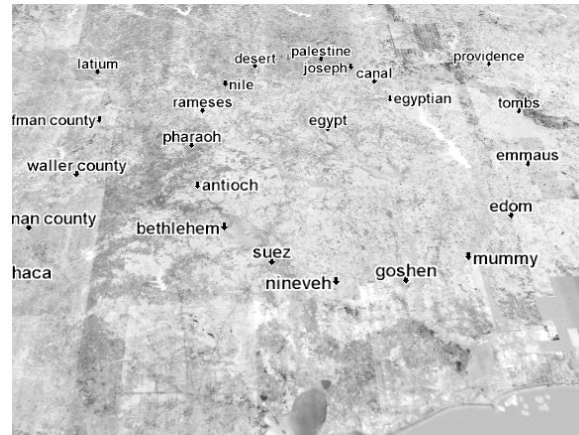 palestine
providence
latium
desert
joseph
canal
nile
rameses
egyptian
tombs
fman county
egypt
pharaoh
emmaus
waller county
antioch
edom
nan county
bethlehem
suez
mummy
haca
nineveh
goshen